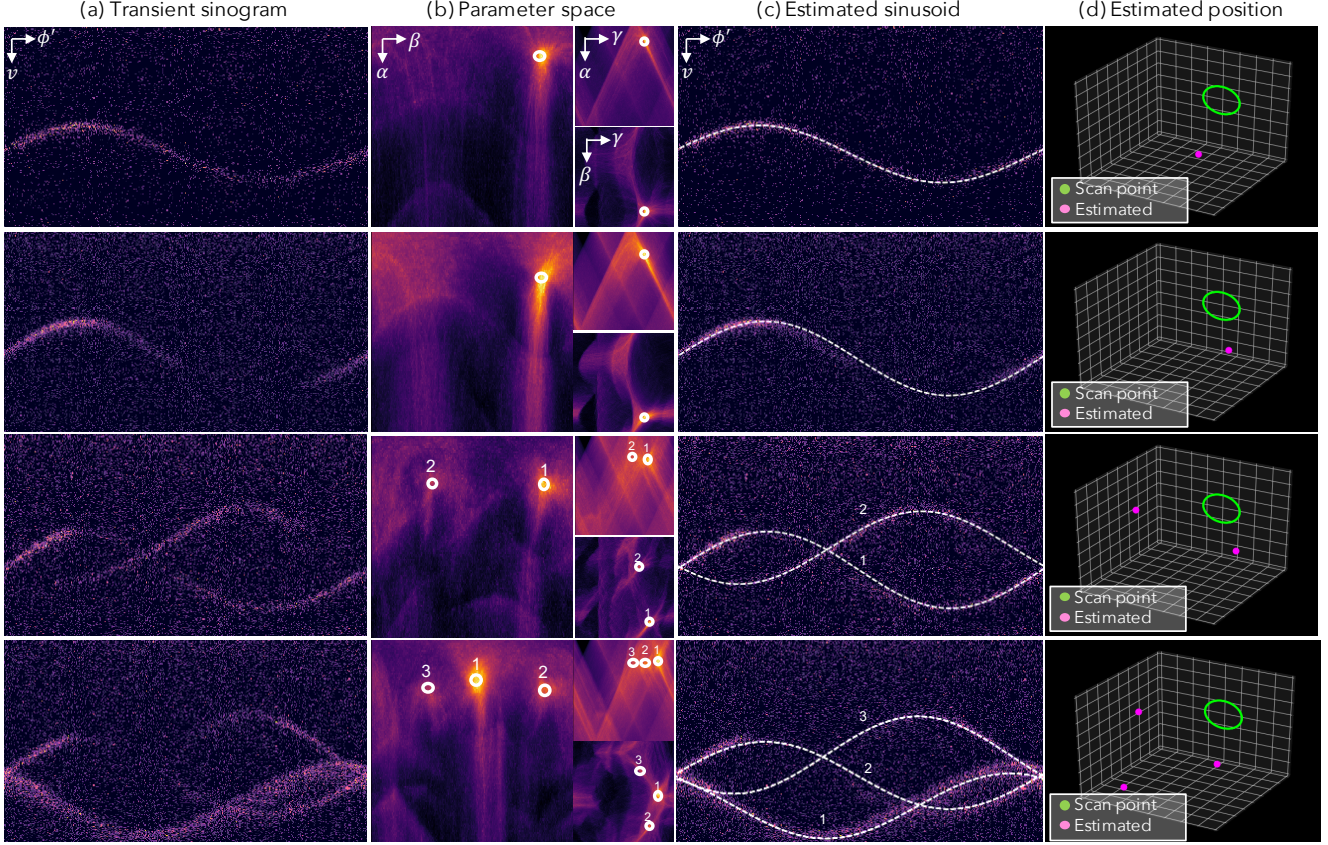 (a) Transient sinogram (b) Parameter space (c) Estimated sinusoid (d) Estimated position
ϕ′ β γ ϕ′
v α α v
γ
β
Scan point
Estimated
Scan point
Estimated
2 1 2 1 2
2 1
1
Scan point
Estimated
3 1 2 3 2 1 3
3 2
1
2 1
Scan point
Estimated